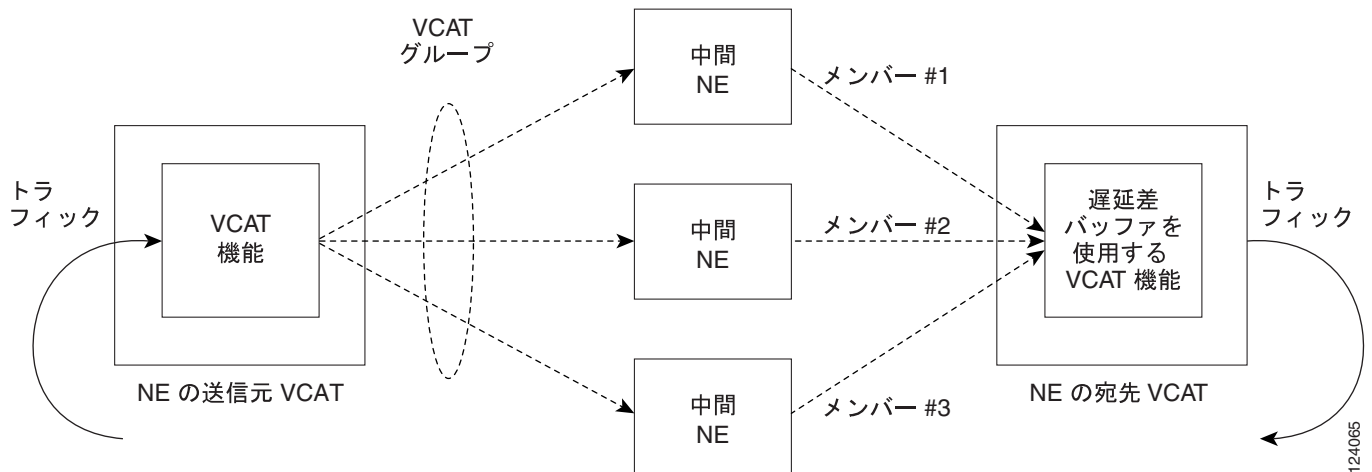 VCAT
グループ
中間
NE
メンバー #1
トラ
フィック
VCAT
機能
中間
NE
メンバー #2
遅延差
バッファを
使用する
VCAT 機能
トラ
フィック
NE の送信元 VCAT
中間
NE
メンバー #3
NE の宛先 VCAT
124065